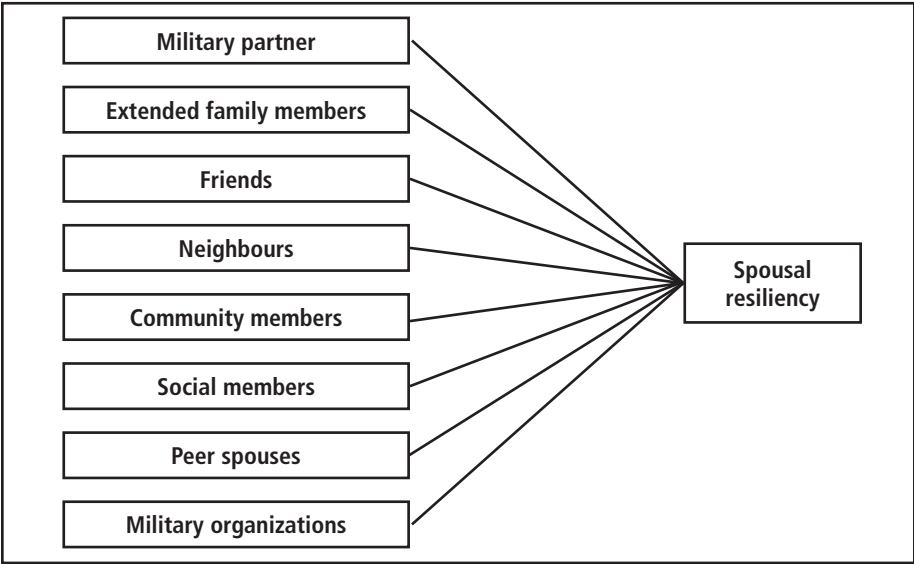 Military partner
Extended family members
Friends
Neighbours
Community members
Social members
Peer spouses
Military organizations
Spousal
resiliency